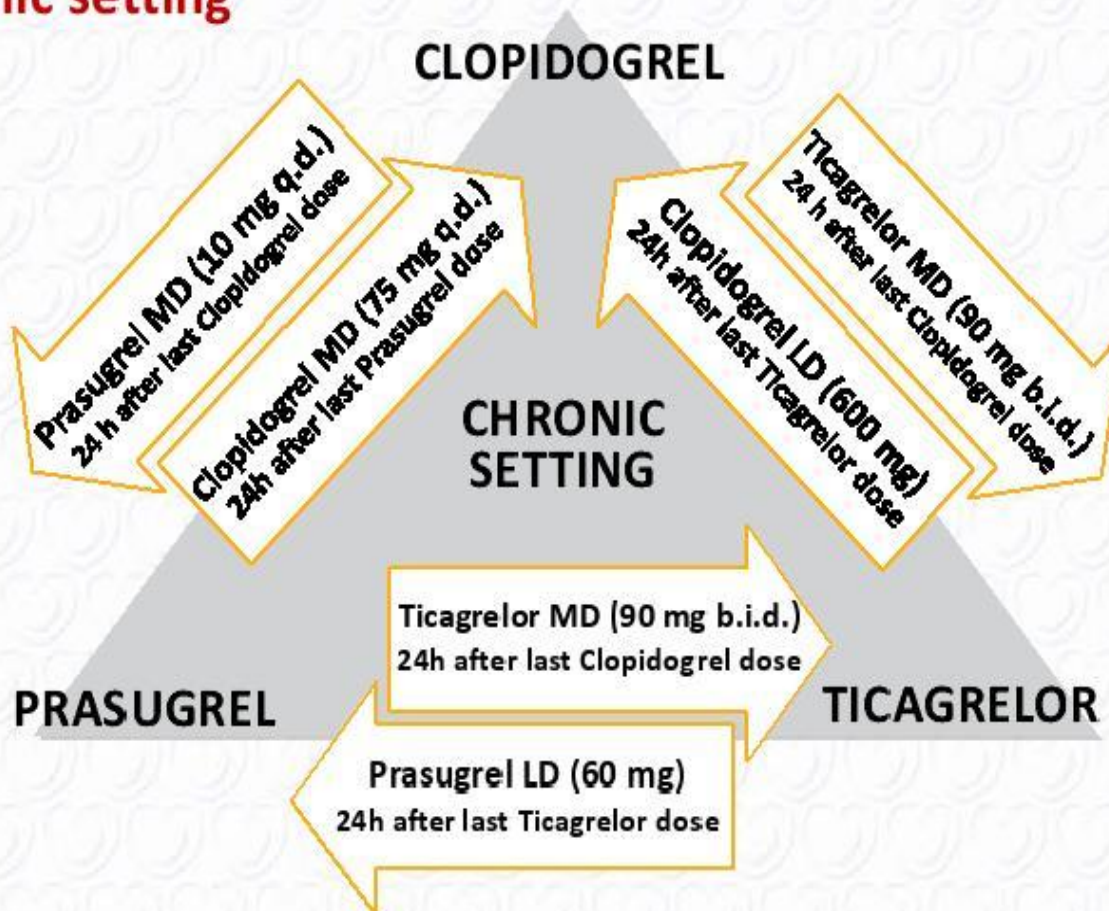 setting
CLOPIDOGREL
Prasugrel MD (10 mg q.d.)
24 h after last Clopidogrel dose
Clopidogrel MD (75 mg q.d.)
24h after last Prasugrel dose
Clopidogrel LD (600 mg)
24h after last Ticagrelor dose
Ticagrelor MD (90 mg b.i.d.)
24 h after last Clopidogrel dose
CHRONIC
SETTING
Ticagrelor MD (90 mg b.i.d.)
24h after last Clopidogrel dose
PRASUGREL
TICAGRELOR
Prasugrel LD (60 mg)
24h after last Ticagrelor dose